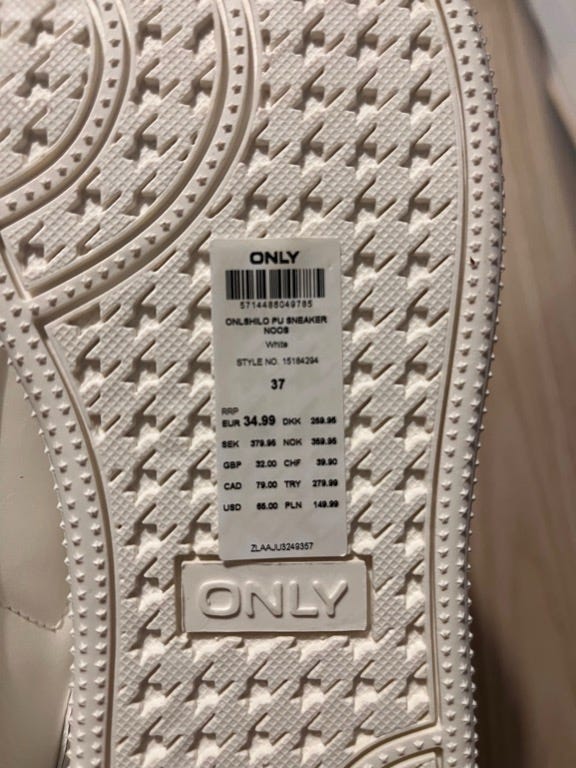 ONLY
5714486049785
ONLSHILO PU SNEAKER
NOOS
White
STYLE NO. 15184294
37
RRP
EUR 34.99 DKK 269.95
SEK 379.95 NOK 359.95
GBP 32.00 CHF 39.90
CAD 79.00 TRY 279.99
USD 65.00 PLN 149.99
ZLAAJU3249357
ONLY